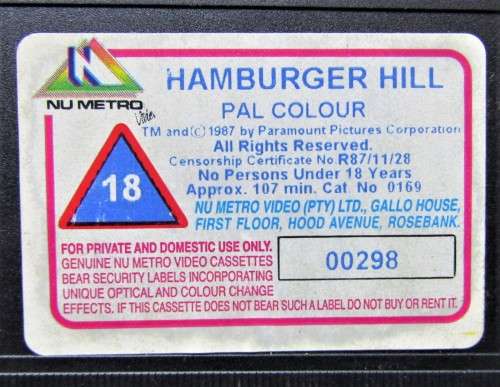 HAMBURGER HILL
NU METRO
Video
PAL COLOUR
TM and © 1987 by Paramount Pictures Corporation
All Rights Reserved.
Censorship Certificate No. R87/11/28
No Persons Under 18 Years
Approx. 107 min. Cat. No 0169
18
NU METRO VIDEO (PTY) LTD., GALLO HOUSE,
FIRST FLOOR, HOOD AVENUE, ROSEBANK.
FOR PRIVATE AND DOMESTIC USE ONLY.
GENUINE NU METRO VIDEO CASSETTES
BEAR SECURITY LABELS INCORPORATING
UNIQUE OPTICAL AND COLOUR CHANGE
EFFECTS. IF THIS CASSETTE DOES NOT BEAR SUCH A LABEL DO NOT BUY OR RENT IT.
00298